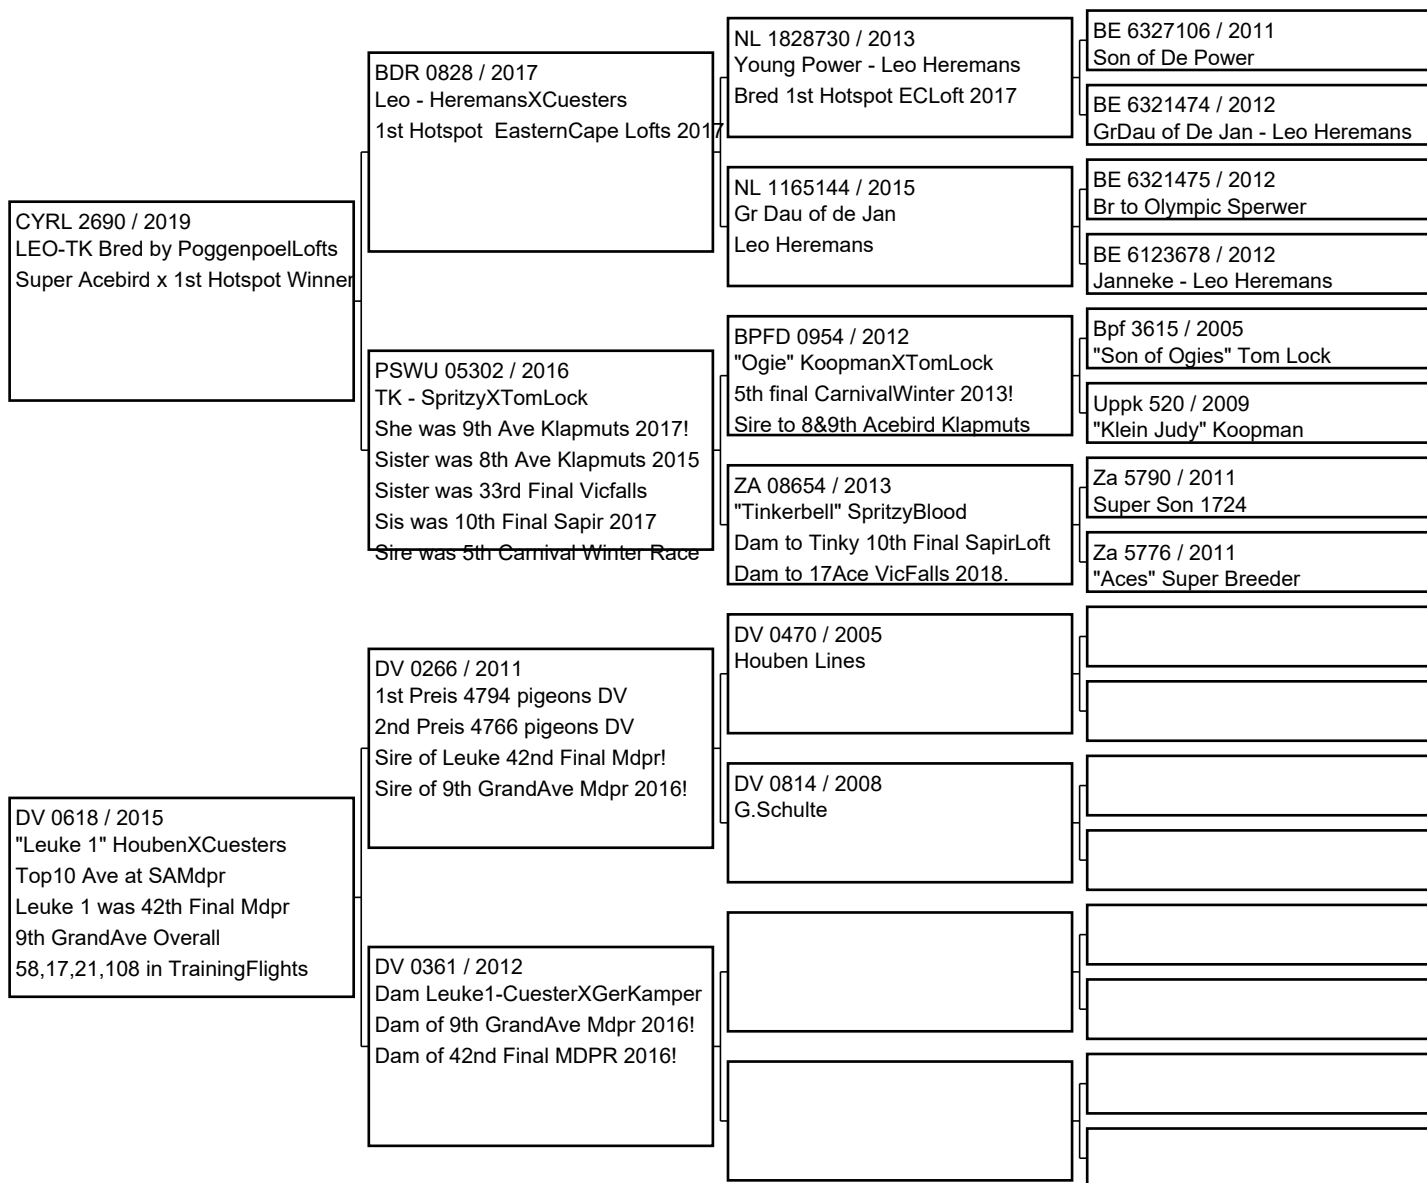 CYRL 2690 / 2019
LEO-TK Bred by PoggenpoelLofts
Super Acebird x 1st Hotspot Winner
DV 0618 / 2015
"Leuke 1" HoubenXCuesters
Top10 Ave at SAMdpr
Leuke 1 was 42th Final Mdpr
9th GrandAve Overall
58,17,21,108 in TrainingFlights
BDR 0828 / 2017
Leo - HeremansXCuesters
1st Hotspot  EasternCape Lofts 2017
PSWU 05302 / 2016
TK - SpritzyXTomLock
She was 9th Ave Klapmuts 2017!
Sister was 8th Ave Klapmuts 2015
Sister was 33rd Final Vicfalls
Sis was 10th Final Sapir 2017
Sire was 5th Carnival Winter Race
DV 0266 / 2011
1st Preis 4794 pigeons DV
2nd Preis 4766 pigeons DV
Sire of Leuke 42nd Final Mdpr!
Sire of 9th GrandAve Mdpr 2016!
DV 0361 / 2012
Dam Leuke1-CuesterXGerKamper
Dam of 9th GrandAve Mdpr 2016!
Dam of 42nd Final MDPR 2016!
NL 1828730 / 2013
Young Power - Leo Heremans
Bred 1st Hotspot ECLoft 2017
NL 1165144 / 2015
Gr Dau of de Jan
Leo Heremans
BPFD 0954 / 2012
"Ogie" KoopmanXTomLock
5th final CarnivalWinter 2013!
Sire to 8&9th Acebird Klapmuts
ZA 08654 / 2013
"Tinkerbell" SpritzyBlood
Dam to Tinky 10th Final SapirLoft
Dam to 17Ace VicFalls 2018.
DV 0470 / 2005
Houben Lines
DV 0814 / 2008
G.Schulte
BE 6327106 / 2011
Son of De Power
BE 6321474 / 2012
GrDau of De Jan - Leo Heremans
BE 6321475 / 2012
Br to Olympic Sperwer
BE 6123678 / 2012
Janneke - Leo Heremans
Bpf 3615 / 2005
"Son of Ogies" Tom Lock
Uppk 520 / 2009
"Klein Judy" Koopman
Za 5790 / 2011
Super Son 1724
Za 5776 / 2011
"Aces" Super Breeder